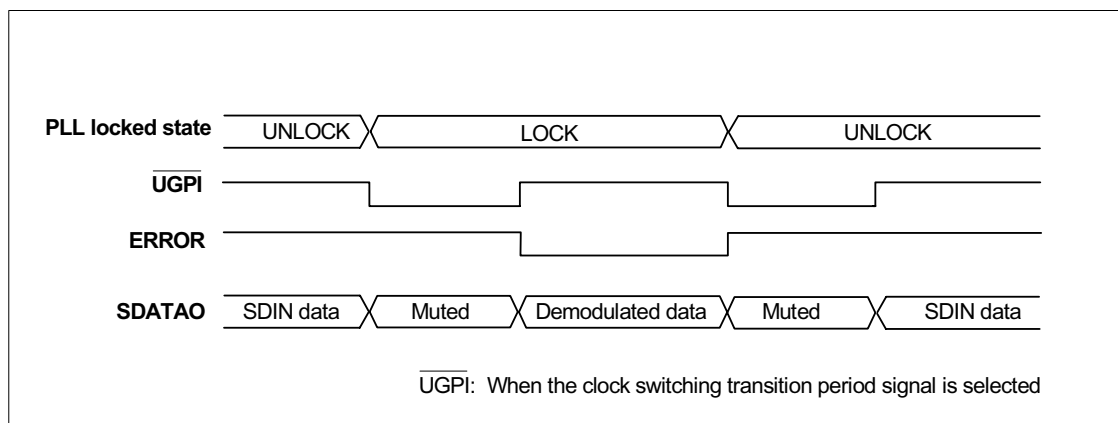 PLL locked state UNLOCK LOCK UNLOCK
UGPI
ERROR
SDATAO SDIN data Muted Demodulated data Muted SDIN data
UGPI: When the clock switching transition period signal is selected